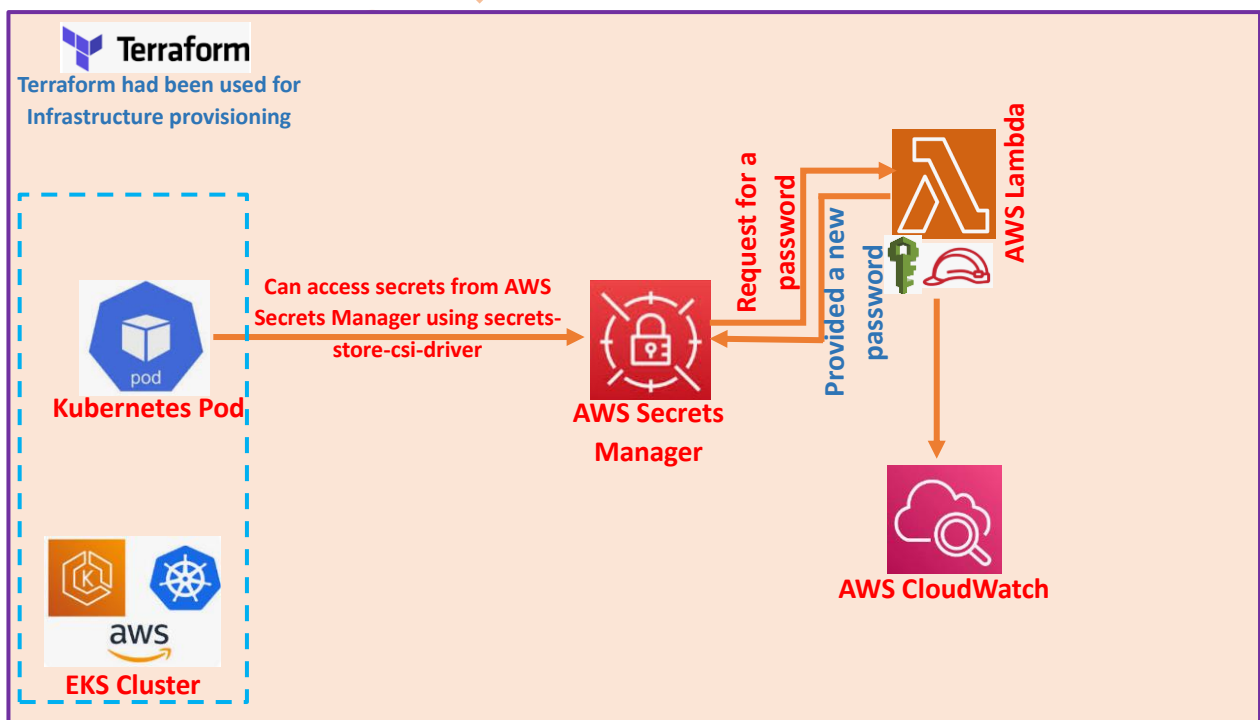 Terraform
Terraform had been used for
Infrastructure provisioning
Can access secrets from AWS
Secrets Manager using secrets-
store-csi-driver
pod
Kubernetes Pod
AWS Secrets
Manager
Request for a
password
Provided a new
password
AWS Lambda
AWS CloudWatch
K
aws
EKS Cluster